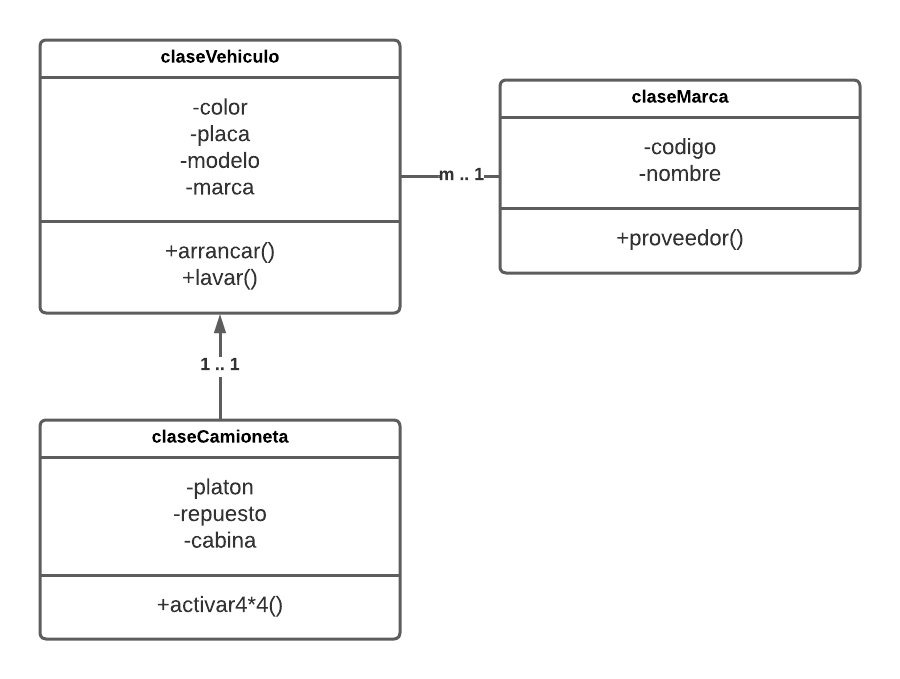 claseVehiculo
-color
-placa
-modelo
-marca
+arrancar()
+lavar()
m .. 1
claseMarca
-codigo
-nombre
+proveedor()
1 .. 1
claseCamioneta
-platon
-repuesto
-cabina
+activar4*4()